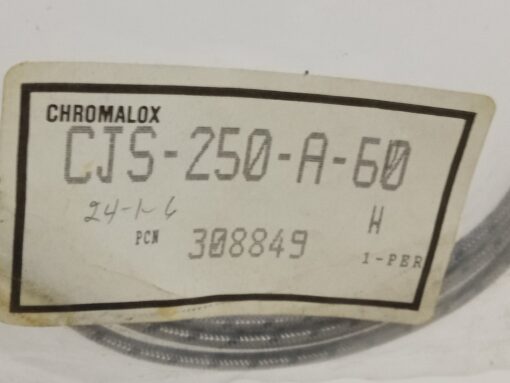 CHROMALOX
CJS-250-A-60
24-1-6
H
PCN 308849
1-PER